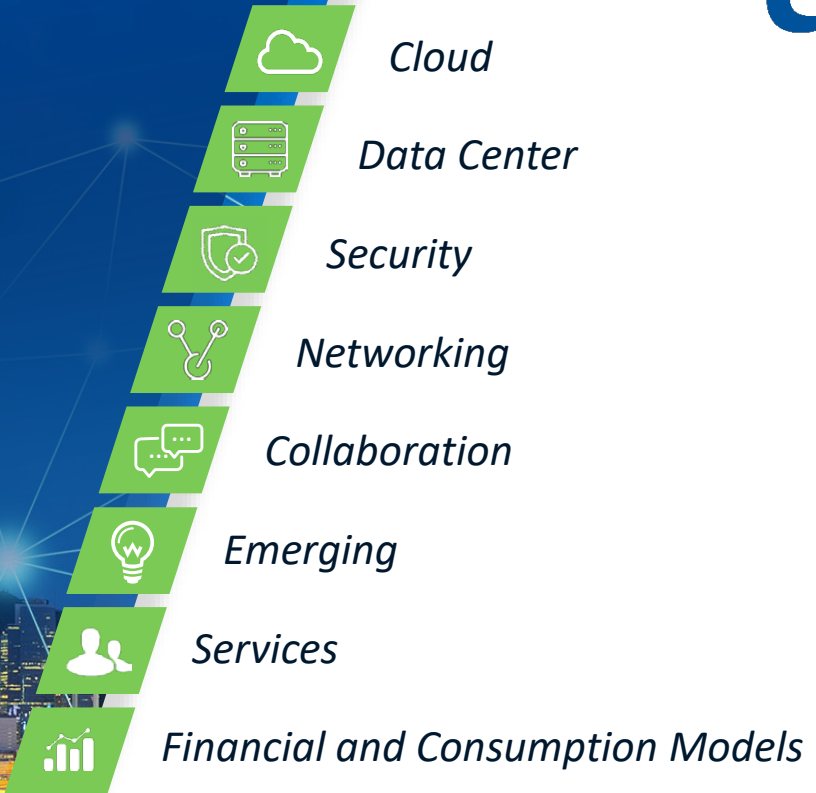 Cloud
Data Center
Security
Networking
Collaboration
Emerging
Services
Financial and Consumption Models